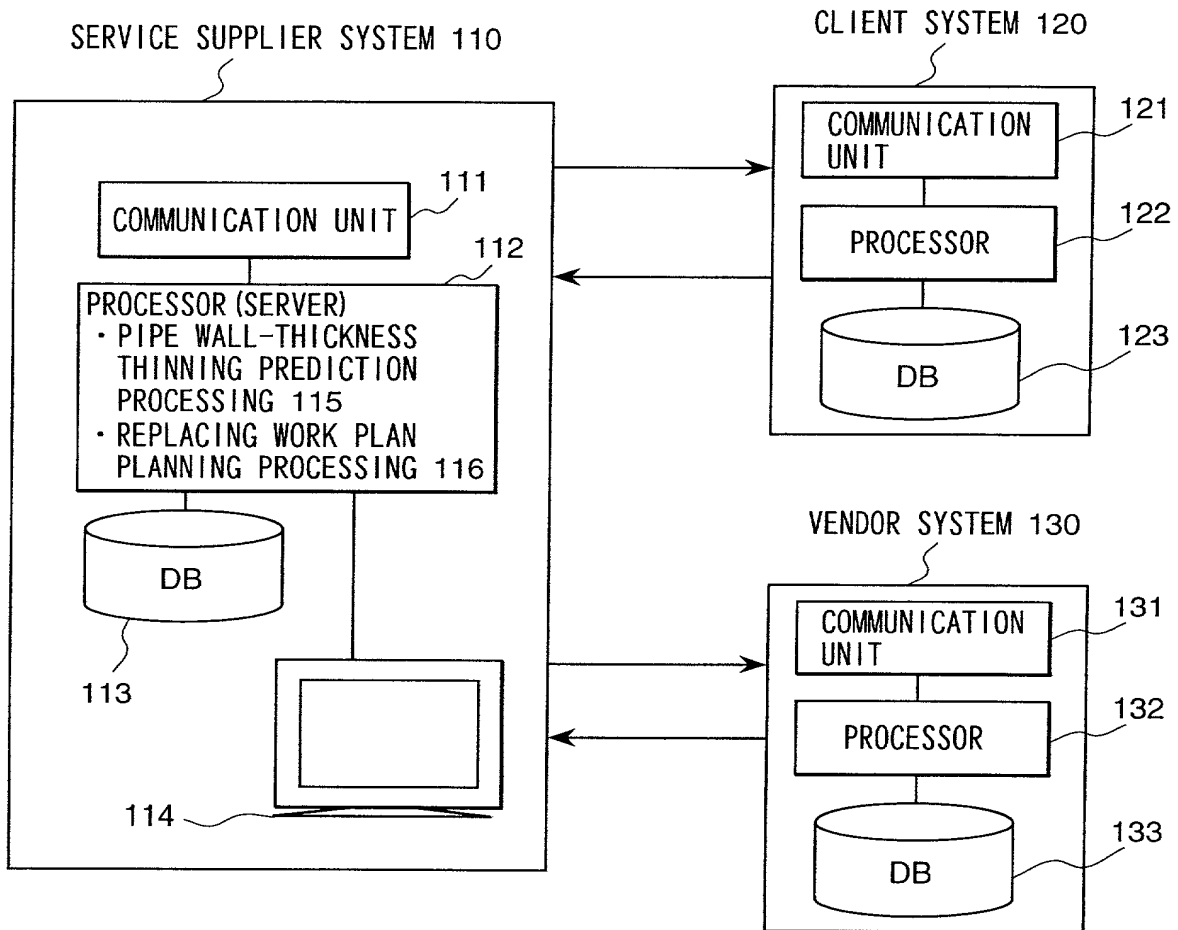 SERVICE SUPPLIER SYSTEM 110
111
COMMUNICATION UNIT
112
PROCESSOR (SERVER)
・PIPE WALL-THICKNESS
THINNING PREDICTION
PROCESSING 115
・REPLACING WORK PLAN
PLANNING PROCESSING 116
DB
113
114
CLIENT SYSTEM 120
COMMUNICATION
UNIT
121
PROCESSOR
122
DB
123
VENDOR SYSTEM 130
COMMUNICATION
UNIT
131
PROCESSOR
132
DB
133